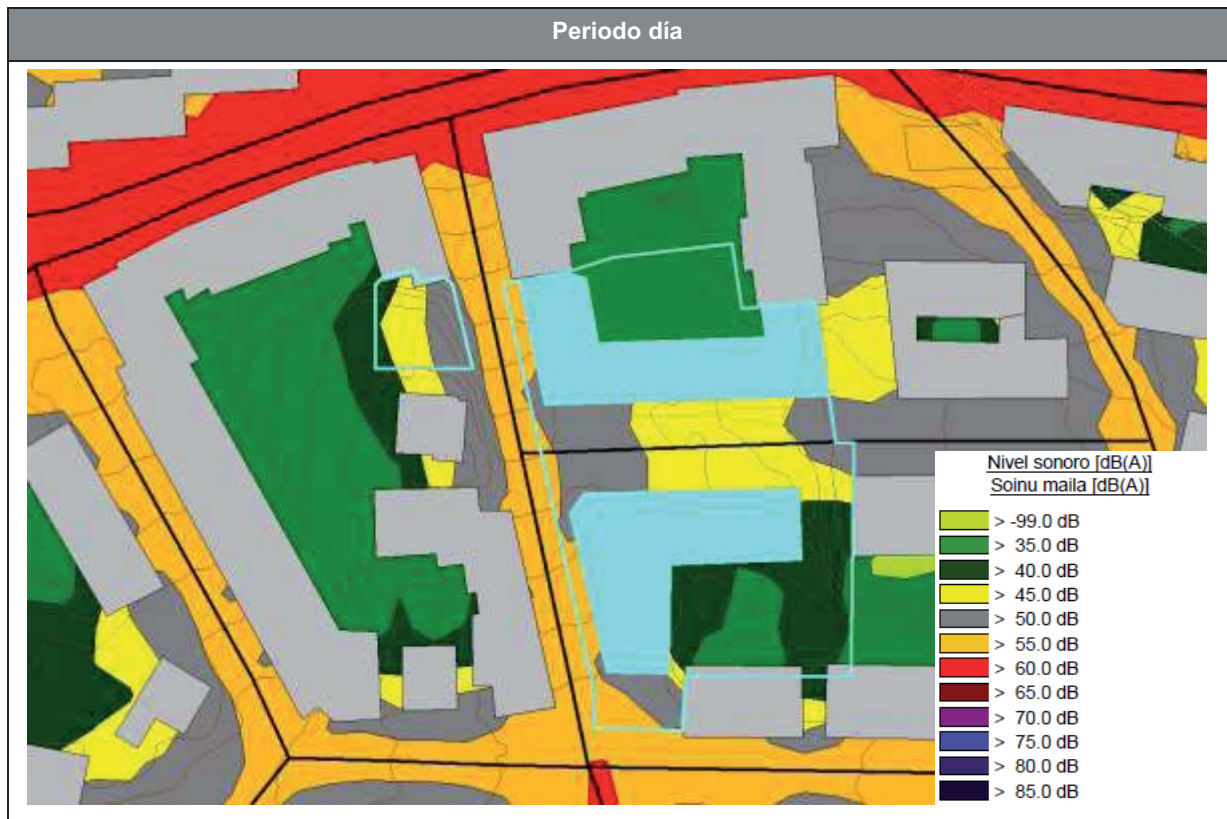 Periodo día
Nivel sonoro [dB(A)]
Soinu maila [dB(A)]
> -99.0 dB
> 35.0 dB
> 40.0 dB
> 45.0 dB
> 50.0 dB
> 55.0 dB
> 60.0 dB
> 65.0 dB
> 70.0 dB
> 75.0 dB
> 80.0 dB
> 85.0 dB